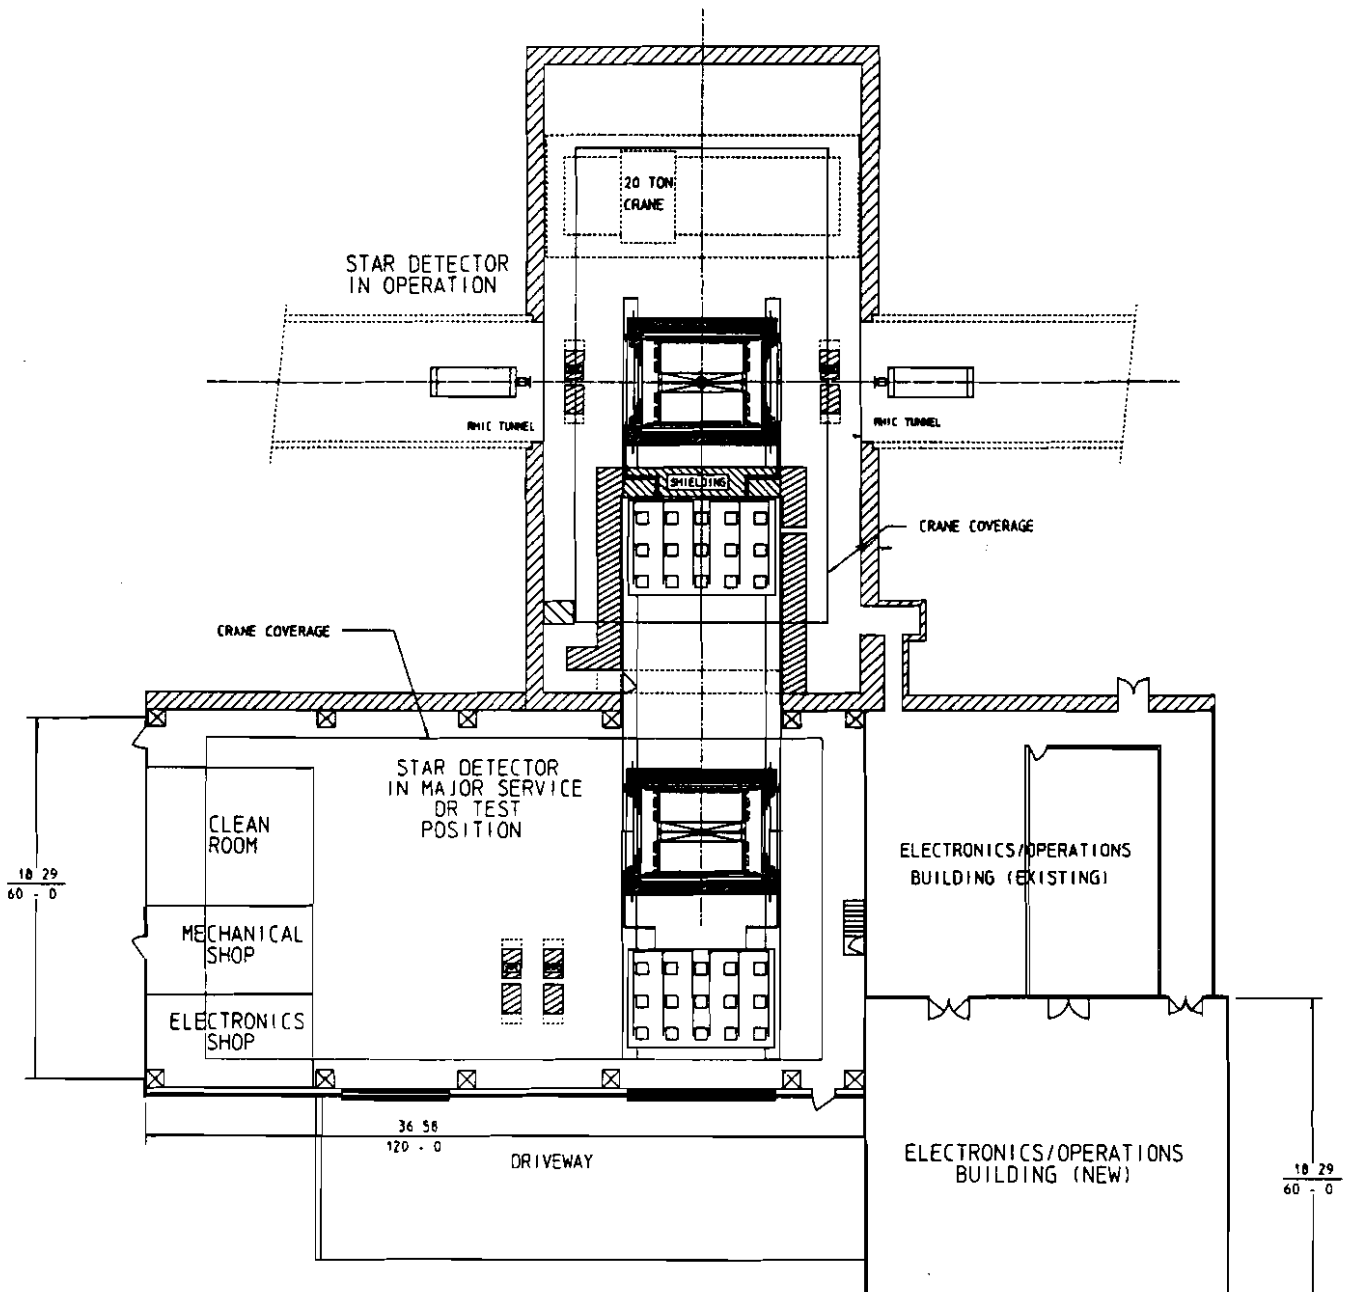 20 TON
CRANE
STAR DETECTOR
IN OPERATION
RHIC TUNNEL
RHIC TUNNEL
SHIELDING
CRANE COVERAGE
CRANE COVERAGE
STAR DETECTOR
IN MAJOR SERVICE
OR TEST
POSITION
CLEAN
ROOM
ELECTRONICS/OPERATIONS
BUILDING (EXISTING)
18 29
60 - 0
MECHANICAL
SHOP
ELECTRONICS
SHOP
36 58
120 - 0
DRIVEWAY
ELECTRONICS/OPERATIONS
BUILDING (NEW)
18 29
60 - 0